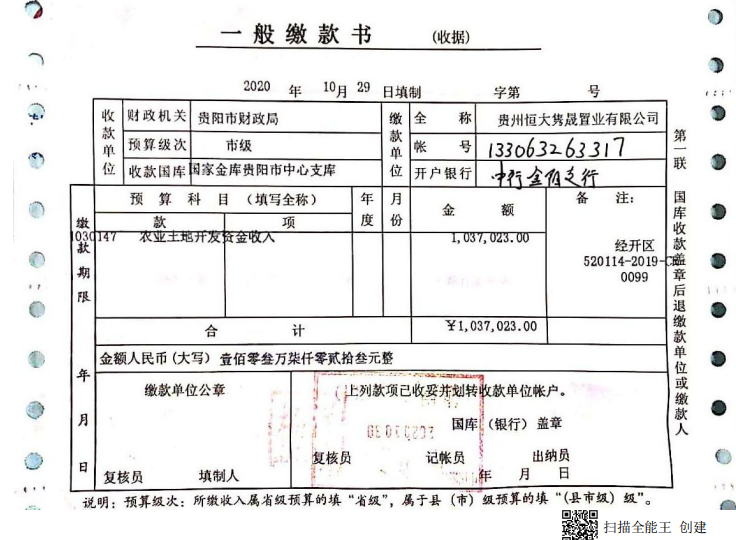 一般缴款书 (收据)
2020 年 10月 29 日填制 字第 号
收款单位 财政机关 贵阳市财政局 缴款单位 全称 贵州恒大隽晟置业有限公司
预算级次 市级 帐号 133063263317
收款国库 国家金库贵阳市中心支库 开户银行
预算科目(填写全称) 年度 月份 金额 备注:
款 项
1030147 农业土地开发资金收入 1,037,023.00
经开区
520114-2019-CR
0099
合计 ¥1,037,023.00
金额人民币(大写) 壹佰零叁万柒仟零贰拾叁元整
缴款期限 年 月 日
缴款单位公章 上列款项已收妥并划转收款单位帐户。
国库(银行)盖章
复核员 填制人 复核员 记帐员 出纳员
年 月 日
第一联 国库收款盖章后退缴款单位或缴款人
说明:预算级次:所缴收入属省级预算的填“省级”,属于县(市)级预算的填“(县市级)级”。
扫描全能王 创建